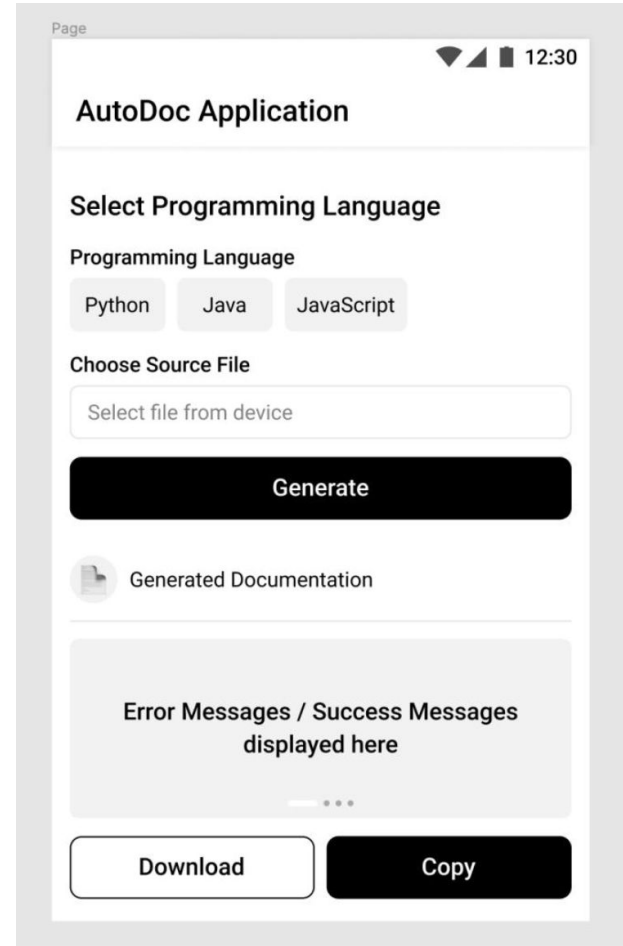 Page
12:30
AutoDoc Application
Select Programming Language
Programming Language
Python Java JavaScript
Choose Source File
Select file from device
Generate
Generated Documentation
Error Messages / Success Messages
displayed here
Download Copy